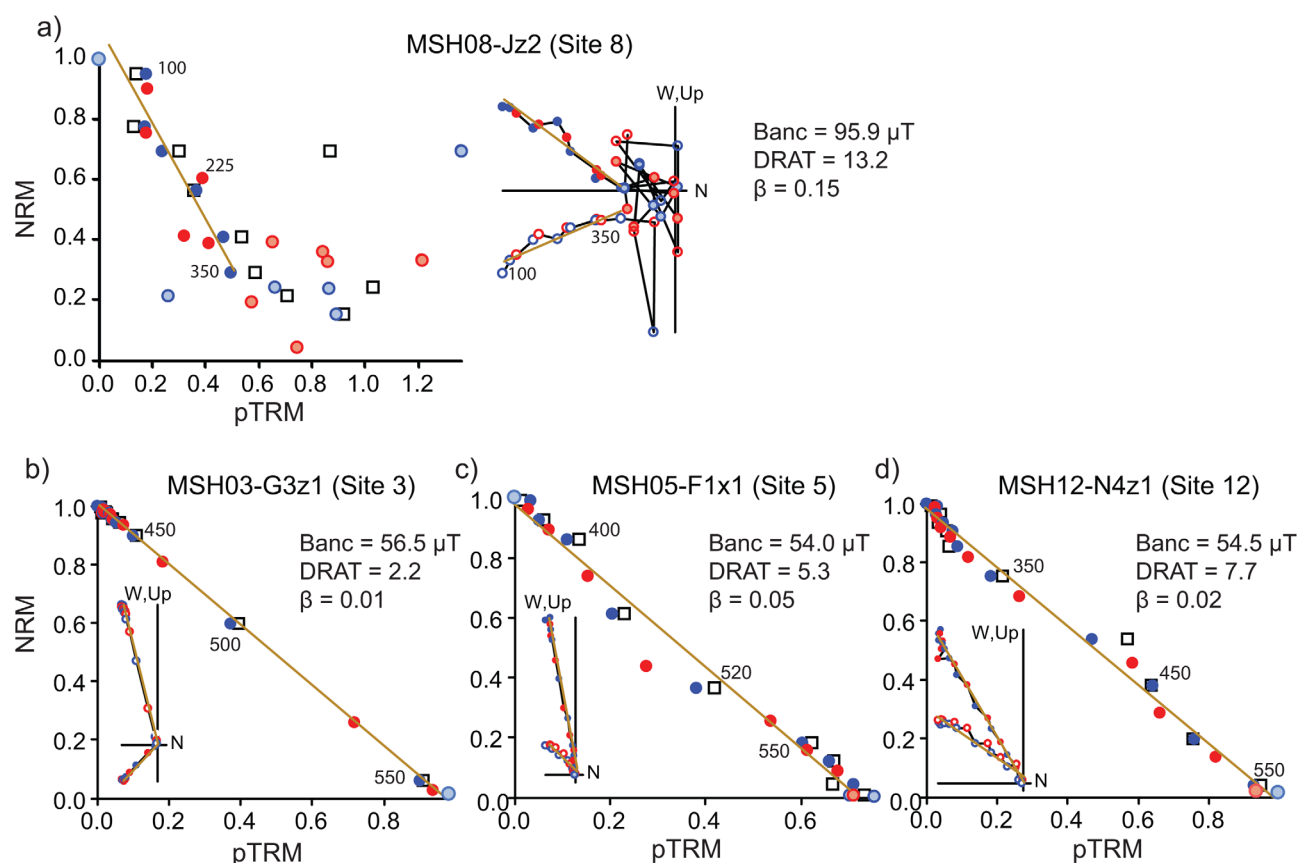 a)
MSH08-Jz2 (Site 8)
1.0
0.8
0.6
0.4
0.2
0.0
NRM
100
225
350
0.0 0.2 0.4 0.6 0.8 1.0 1.2
pTRM
W,Up
N
350
100
Banc = 95.9 µT
DRAT = 13.2
β = 0.15
b)
MSH03-G3z1 (Site 3)
1.0
0.8
0.6
0.4
0.2
0.0
NRM
450
500
550
Banc = 56.5 µT
DRAT = 2.2
β = 0.01
W,Up
N
0.0 0.2 0.4 0.6 0.8
pTRM
c)
MSH05-F1x1 (Site 5)
1.0
0.8
0.6
0.4
0.2
0.0
400
520
550
Banc = 54.0 µT
DRAT = 5.3
β = 0.05
W,Up
N
0.0 0.2 0.4 0.6
pTRM
d)
MSH12-N4z1 (Site 12)
1.0
0.8
0.6
0.4
0.2
0.0
350
450
550
Banc = 54.5 µT
DRAT = 7.7
β = 0.02
W,Up
N
0.0 0.2 0.4 0.6 0.8
pTRM